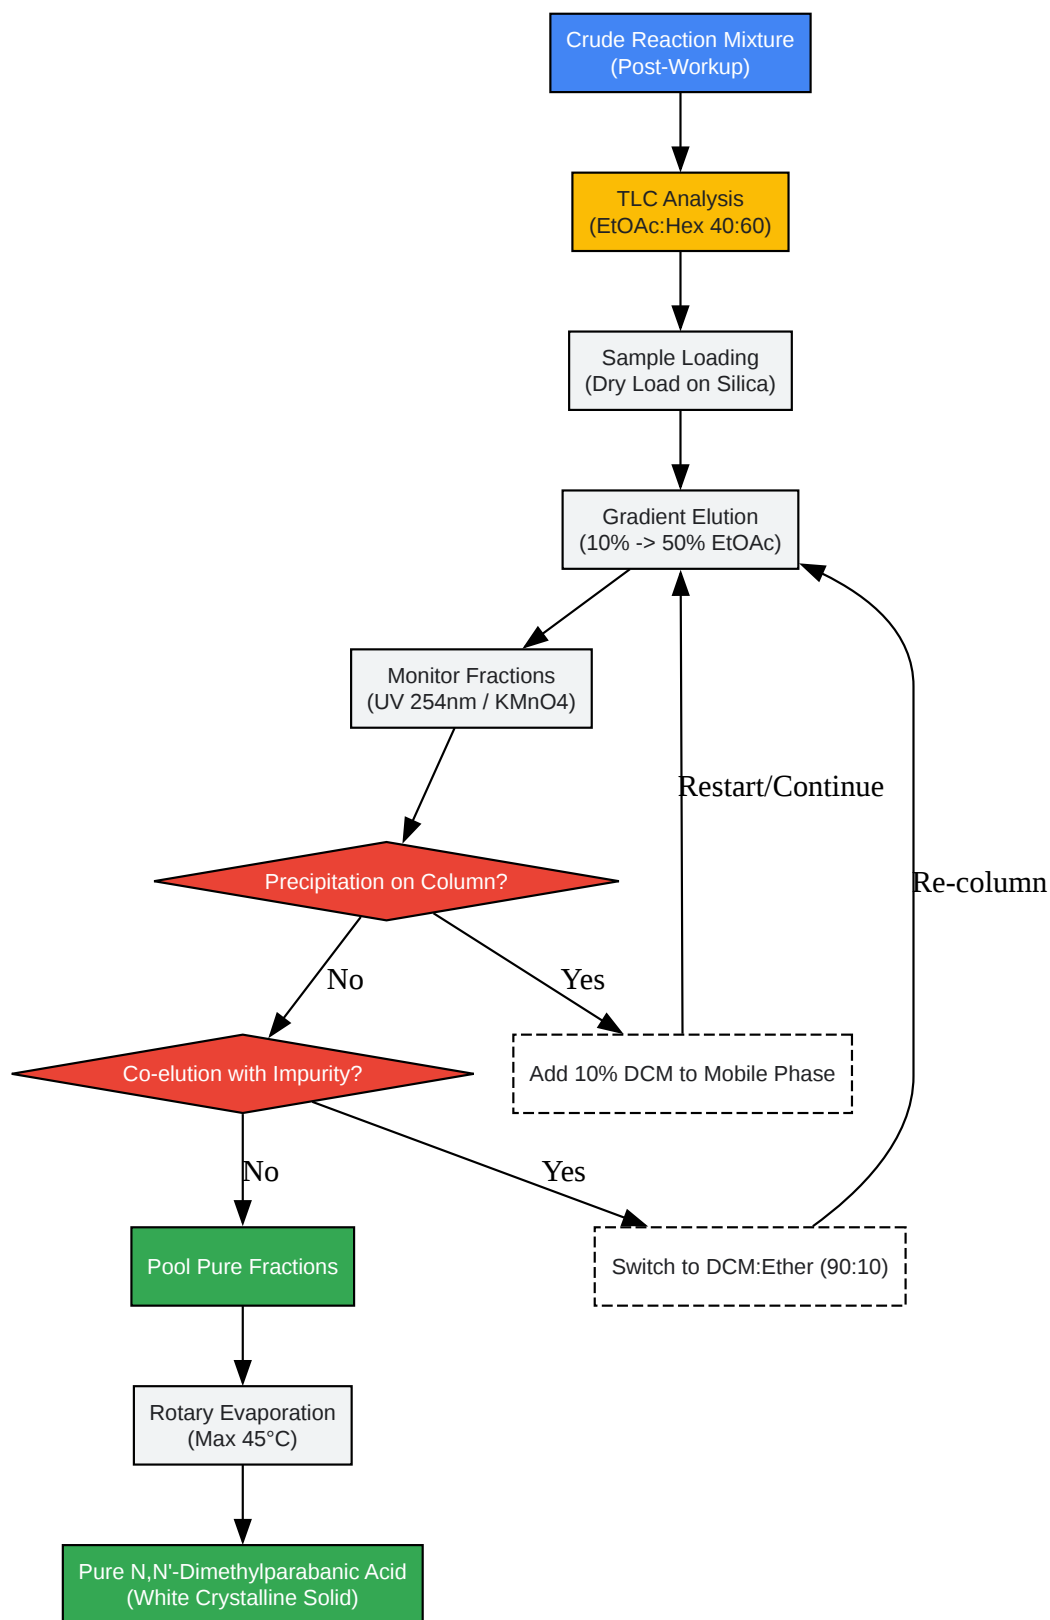 Crude Reaction Mixture
(Post-Workup)
TLC Analysis
(EtOAc:Hex 40:60)
Sample Loading
(Dry Load on Silica)
Gradient Elution
(10% -> 50% EtOAc)
Monitor Fractions
(UV 254nm / KMnO4)
Restart/Continue
Precipitation on Column?
Re-column
No
Yes
Co-elution with Impurity?
Add 10% DCM to Mobile Phase
No
Yes
Pool Pure Fractions
Switch to DCM:Ether (90:10)
Rotary Evaporation
(Max 45°C)
Pure N,N'-Dimethylparabanic Acid
(White Crystalline Solid)